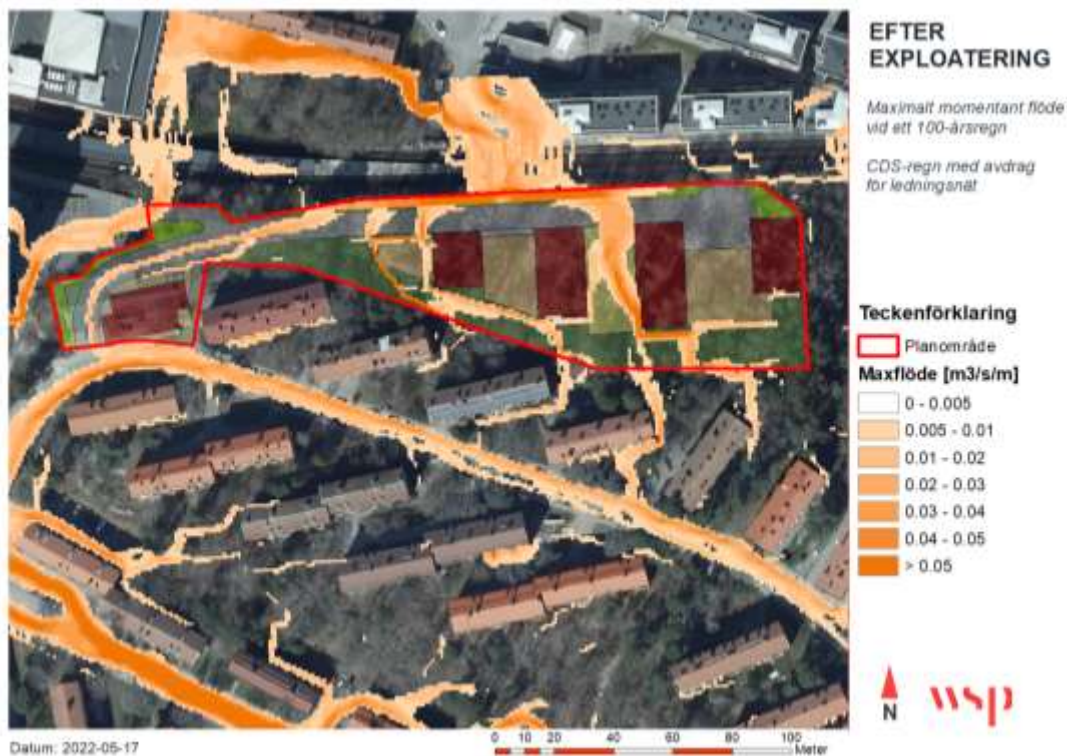 EFTER
EXPLOATERING
Maximalt momentant flöde
vid ett 100-årsregn
CDS-regn med avdrag
för ledningsnät
Teckenförklaring
Planområde
Maxflöde [m3/s/m]
0 - 0.005
0.005 - 0.01
0.01 - 0.02
0.02 - 0.03
0.03 - 0.04
0.04 - 0.05
> 0.05
N
wsp
Datum: 2022-05-17
0 10 20 40 60 80 100
Meter